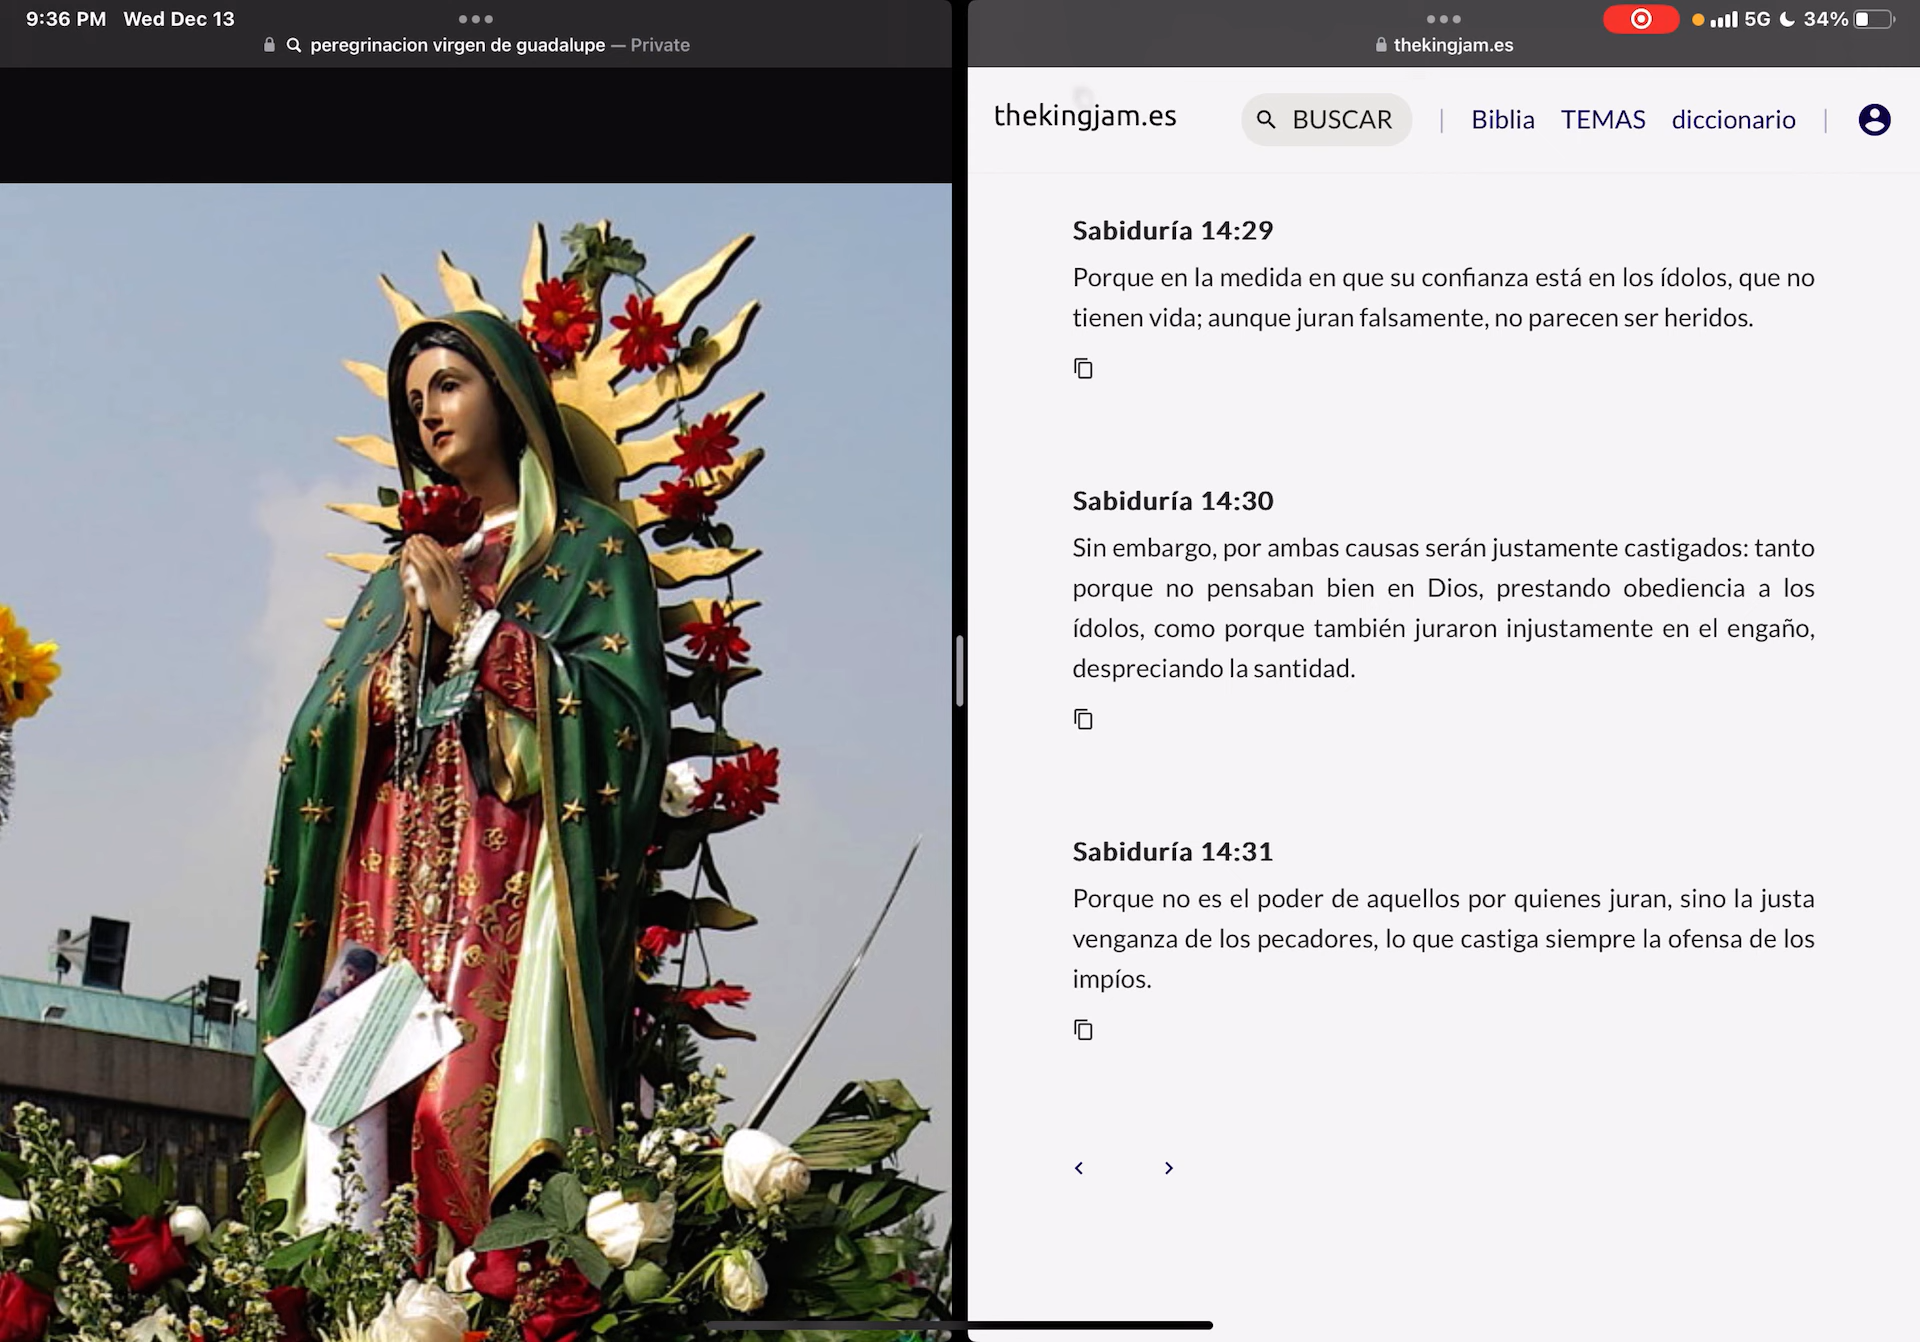 9:36 PM Wed Dec 13
peregrinacion virgen de guadalupe — Private
5G 34%
thekingjam.es
thekingjam.es
BUSCAR | Biblia TEMAS diccionario |
Sabiduría 14:29
Porque en la medida en que su confianza está en los ídolos, que no
tienen vida; aunque juran falsamente, no parecen ser heridos.
Sabiduría 14:30
Sin embargo, por ambas causas serán justamente castigados: tanto
porque no pensaban bien en Dios, prestando obediencia a los
ídolos, como porque también juraron injustamente en el engaño,
despreciando la santidad.
Sabiduría 14:31
Porque no es el poder de aquellos por quienes juran, sino la justa
venganza de los pecadores, lo que castiga siempre la ofensa de los
impíos.